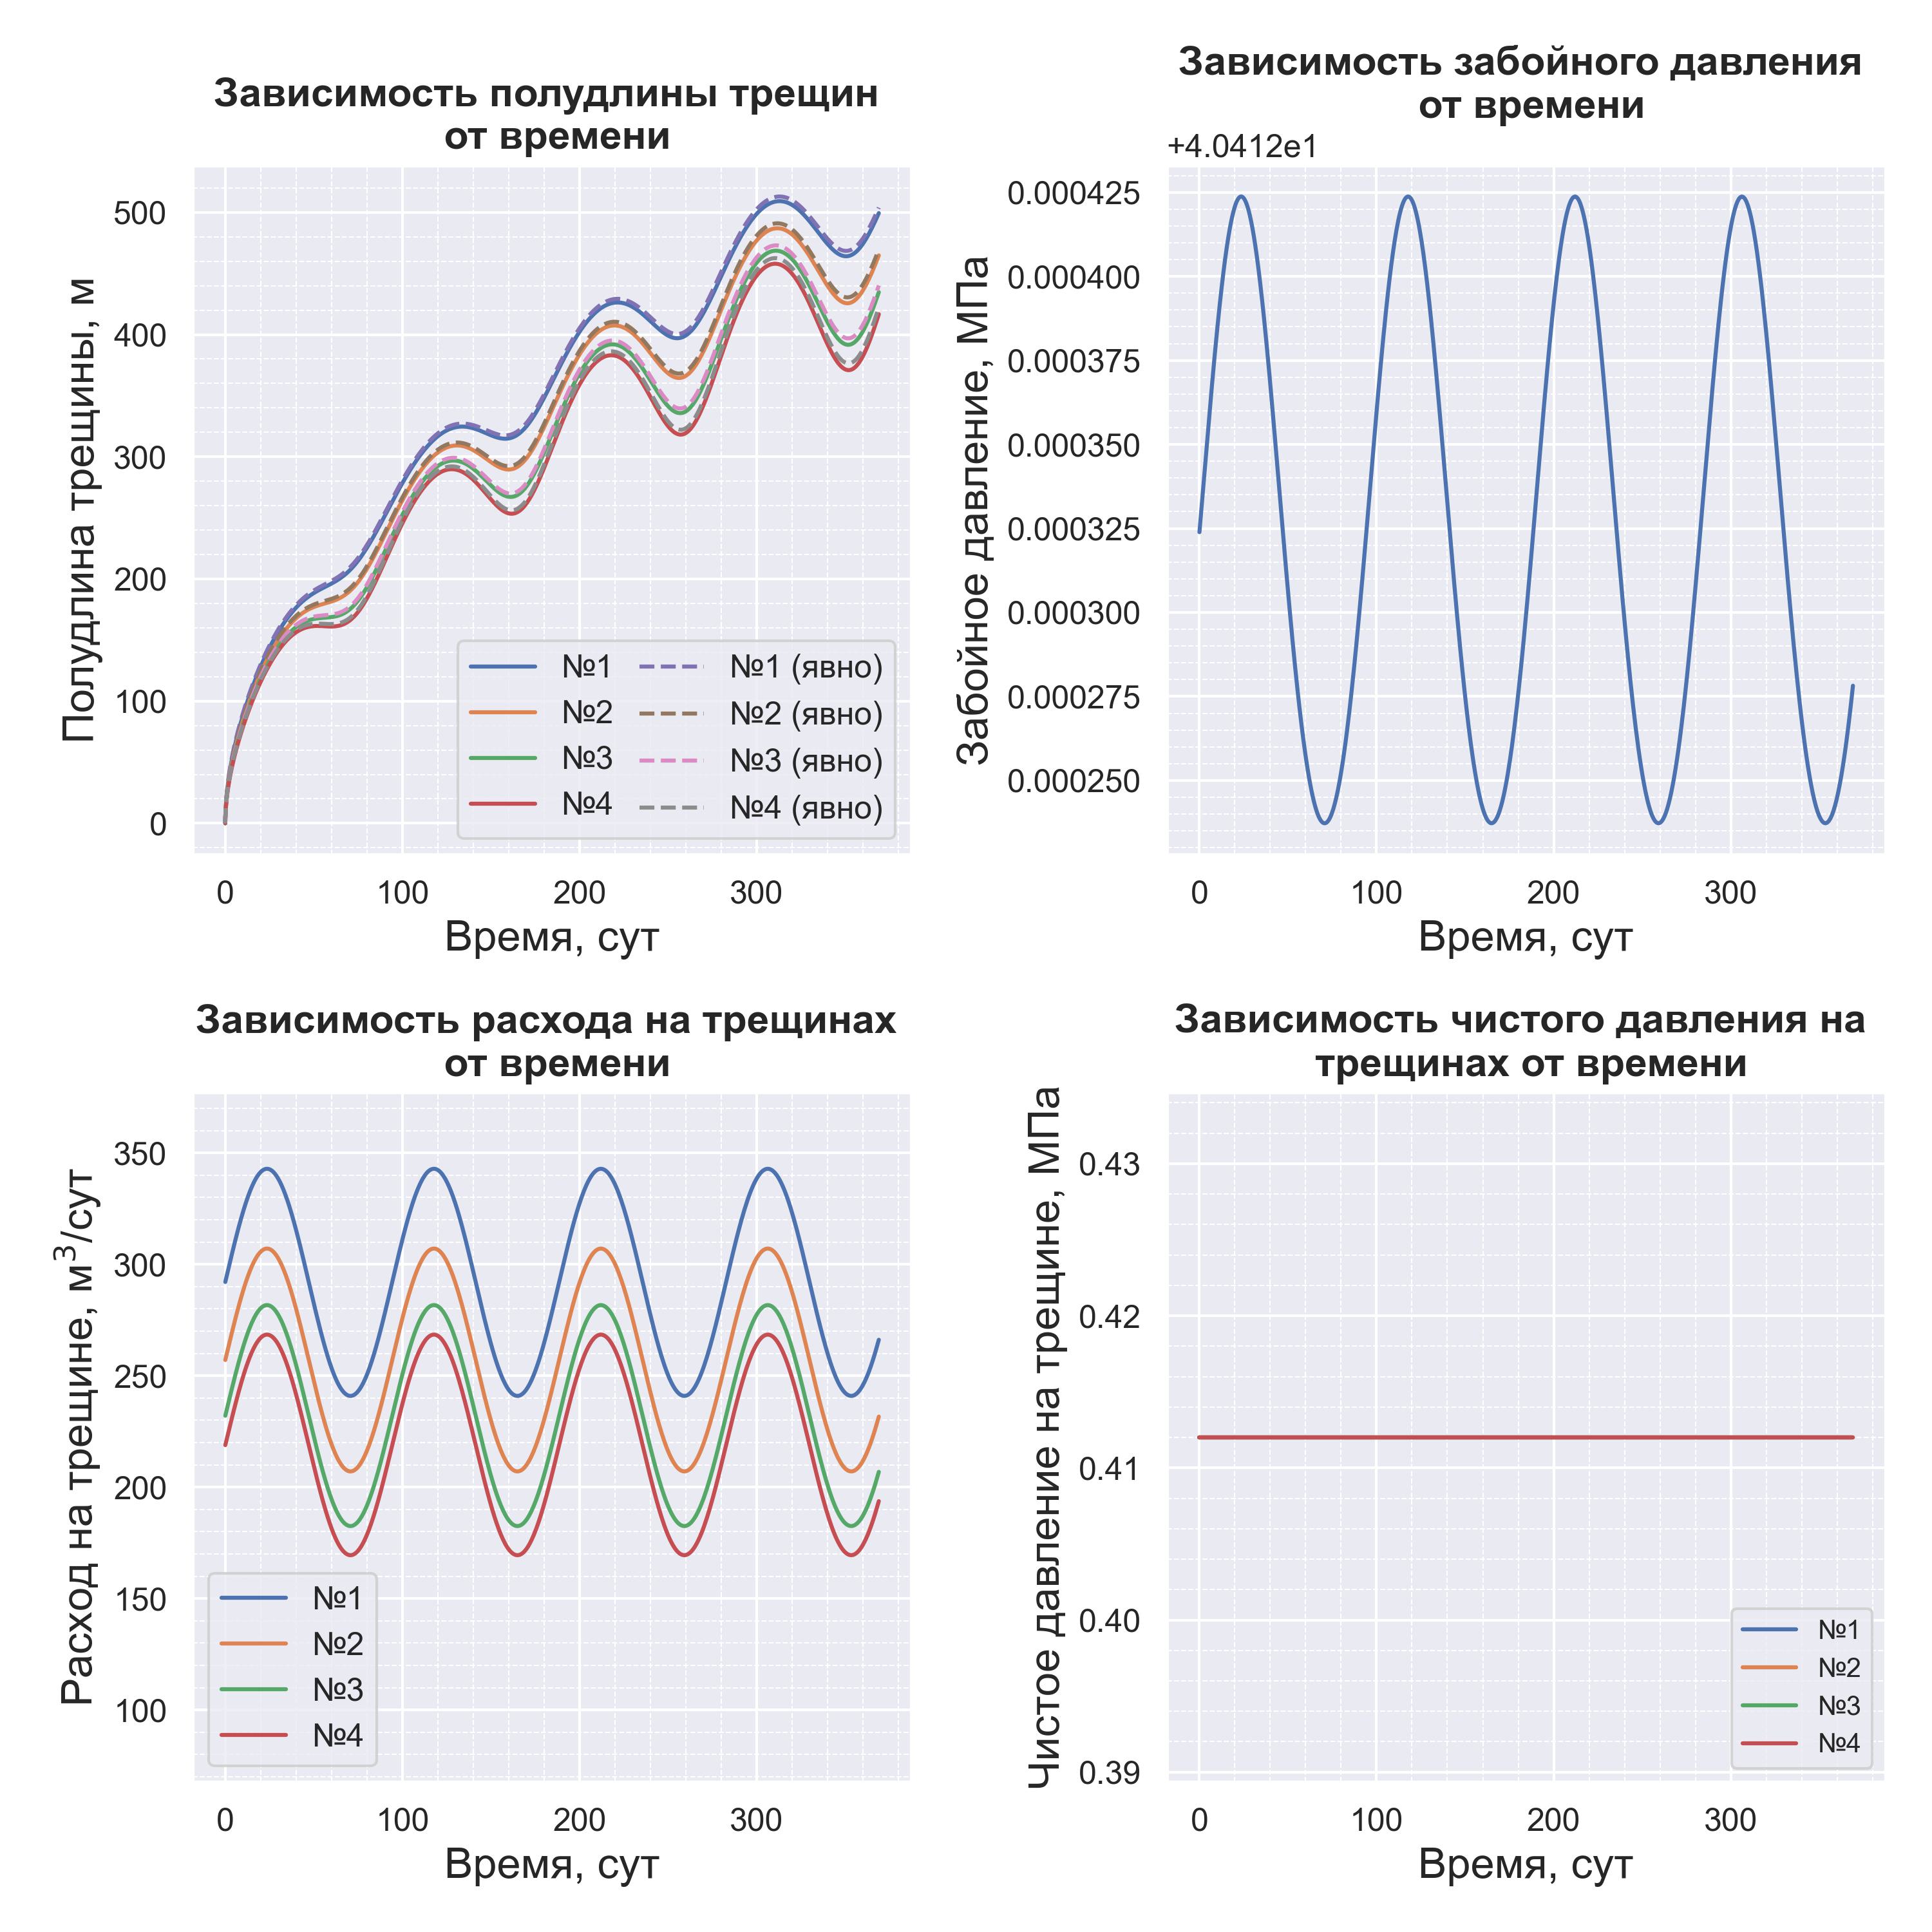 Зависимость полудлины трещин
от времени
Полудлина трещины, м
500
400
300
200
100
0
№1
№2
№3
№4
№1 (явно)
№2 (явно)
№3 (явно)
№4 (явно)
0 100 200 300
Время, сут
Зависимость забойного давления
от времени
+4.0412e1
Забойное давление, МПа
0.000425
0.000400
0.000375
0.000350
0.000325
0.000300
0.000275
0.000250
0 100 200 300
Время, сут
Зависимость расхода на трещинах
от времени
Расход на трещине, м³/сут
350
300
250
200
150
100
№1
№2
№3
№4
0 100 200 300
Время, сут
Зависимость чистого давления на
трещинах от времени
Чистое давление на трещине, МПа
0.43
0.42
0.41
0.40
0.39
№1
№2
№3
№4
0 100 200 300
Время, сут